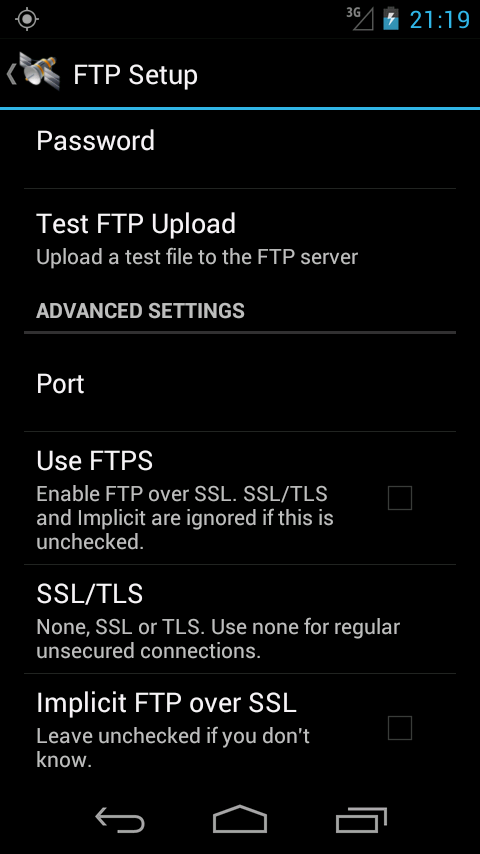 3G 21:19
FTP Setup
Password
Test FTP Upload
Upload a test file to the FTP server
ADVANCED SETTINGS
Port
Use FTPS
Enable FTP over SSL. SSL/TLS
and Implicit are ignored if this is
unchecked.
SSL/TLS
None, SSL or TLS. Use none for regular
unsecured connections.
Implicit FTP over SSL
Leave unchecked if you don't
know.